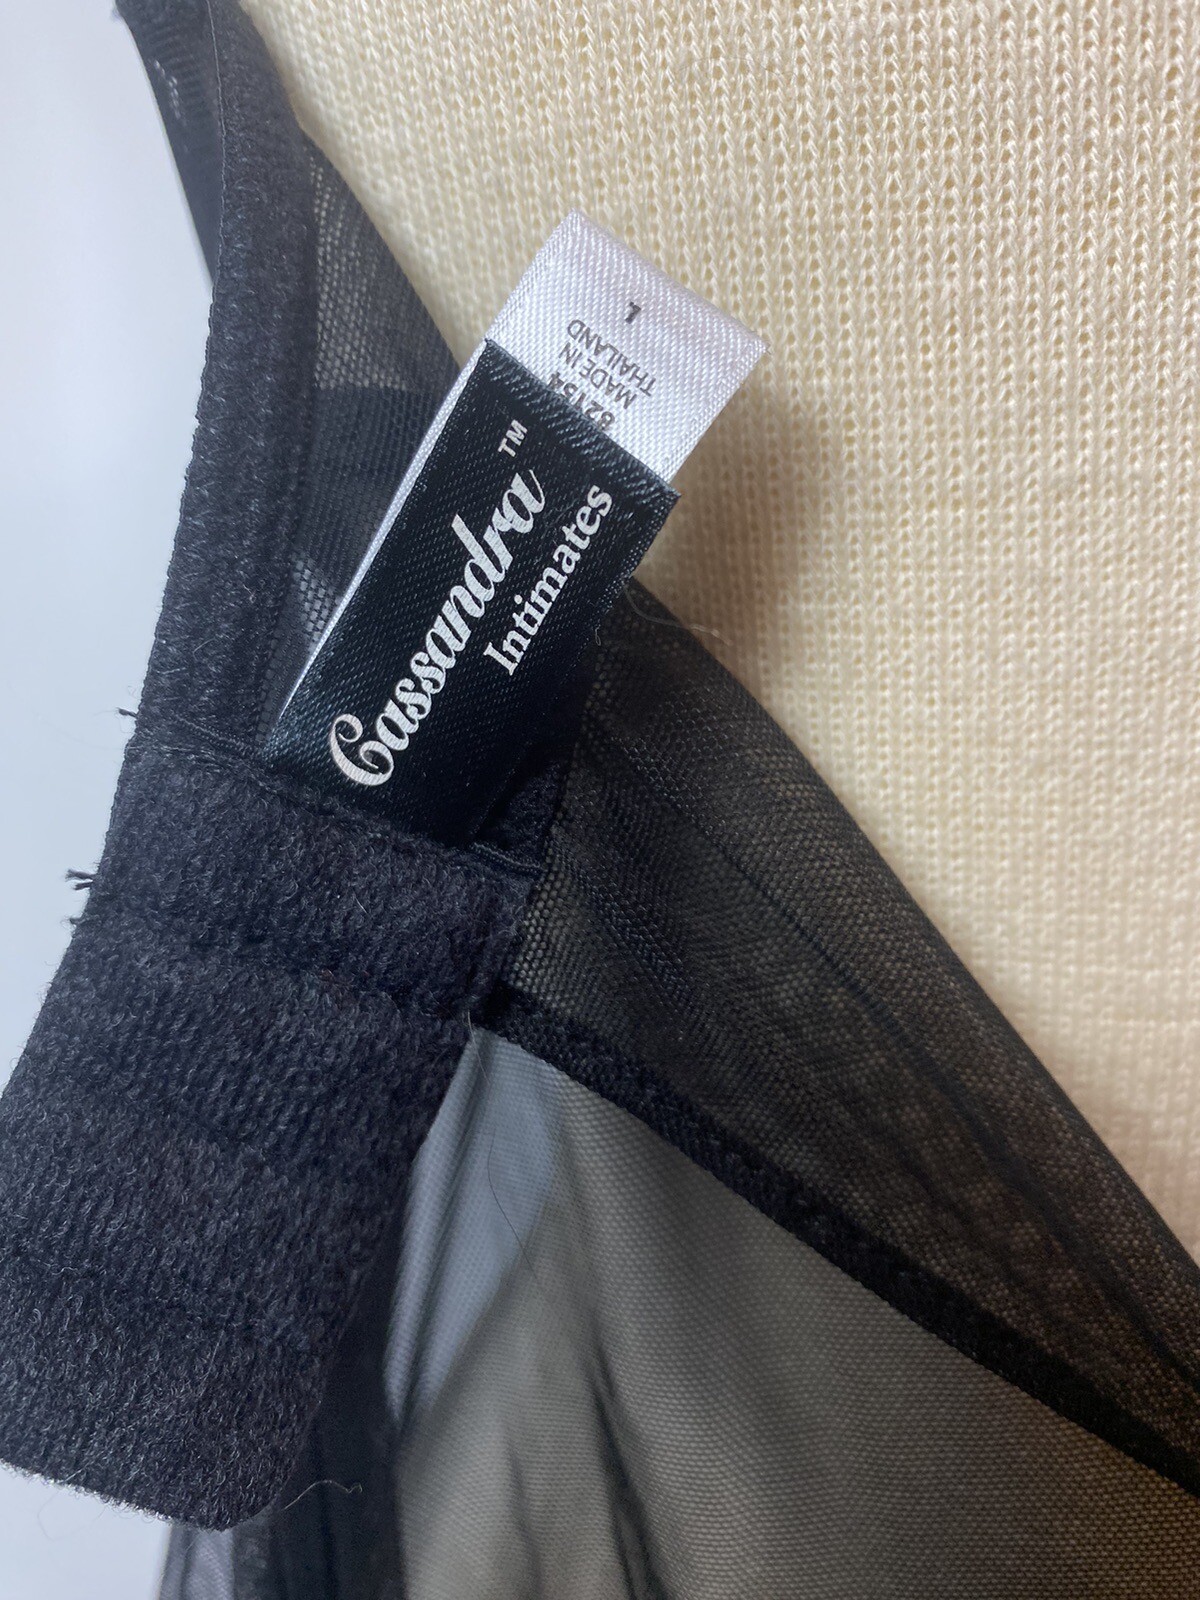 Cassandra™
Intimates
MADE IN
THAILAND
L